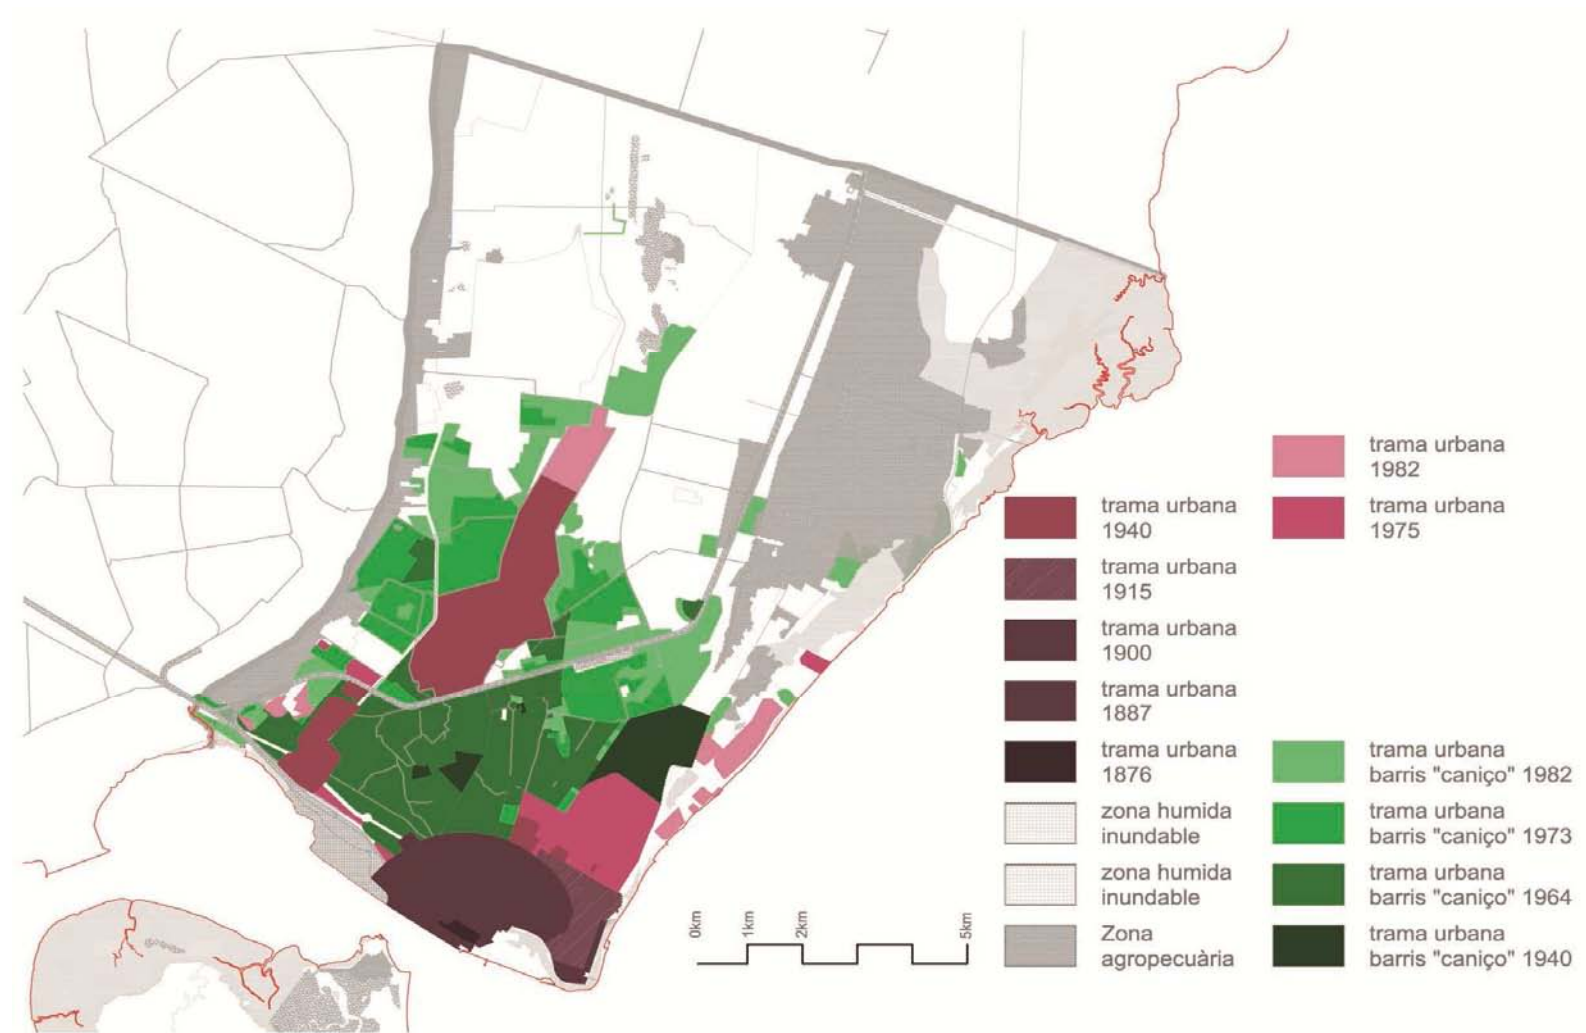 trama urbana
1982
trama urbana
1940
trama urbana
1975
trama urbana
1915
trama urbana
1900
trama urbana
1887
trama urbana
1876
trama urbana
barris "caniço" 1982
zona humida
inundable
trama urbana
barris "caniço" 1973
zona humida
inundable
trama urbana
barris "caniço" 1964
Zona
agropecuària
trama urbana
barris "caniço" 1940
0km
1km
2km
5km